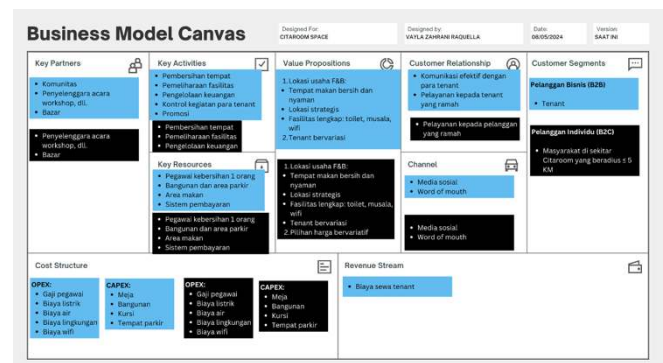 Business Model Canvas
Designed For:
CITAROOM SPACE
Designed by:
VAYLA ZAHRANI RAQUELLA
Date:
08/05/2024
Version
SAAT INI
Key Partners
• Komunitas
• Penyelenggara acara
workshop, dll.
• Bazar
• Penyelenggara acara
workshop, dll.
• Bazar
Key Activities
• Pembersihan tempat
• Pemeliharaan fasilitas
• Pengelolaan keuangan
• Kontrol kegiatan para tenant
• Promosi
• Pembersihan tempat
• Pemeliharaan fasilitas
• Pengelolaan keuangan
Key Resources
• Pegawai kebersihan 1 orang
• Bangunan dan area parkir
• Area makan
• Sistem pembayaran
• Pegawai kebersihan 1 orang
• Bangunan dan area parkir
• Area makan
• Sistem pembayaran
Value Propositions
1. Lokasi usaha F&B:
• Tempat makan bersih dan
nyaman
• Lokasi strategis
• Fasilitas lengkap: toilet, musala,
wifi
2. Tenant bervariasi
1. Lokasi usaha F&B:
• Tempat makan bersih dan
nyaman
• Lokasi strategis
• Fasilitas lengkap: toilet, musala,
wifi
• Tenant bervariasi
2. Pilihan harga bervariatif
Customer Relationship
• Komunikasi efektif dengan
para tenant
• Pelayanan kepada tenant
yang ramah
• Pelayanan kepada pelanggan
yang ramah
Channel
• Media sosial
• Word of mouth
• Media sosial
• Word of mouth
Customer Segments
Pelanggan Bisnis (B2B)
• Tenant
Pelanggan Individu (B2C)
• Masyarakat di sekitar
Citaroom yang beradius ≤ 5
KM
Cost Structure
OPEX:
• Gaji pegawai
• Biaya listrik
• Biaya air
• Biaya lingkungan
• Biaya wifi
CAPEX:
• Meja
• Bangunan
• Kursi
• Tempat parkir
OPEX:
• Gaji pegawai
• Biaya listrik
• Biaya air
• Biaya lingkungan
• Biaya wifi
CAPEX:
• Meja
• Bangunan
• Kursi
• Tempat parkir
Revenue Stream
• Biaya sewa tenant